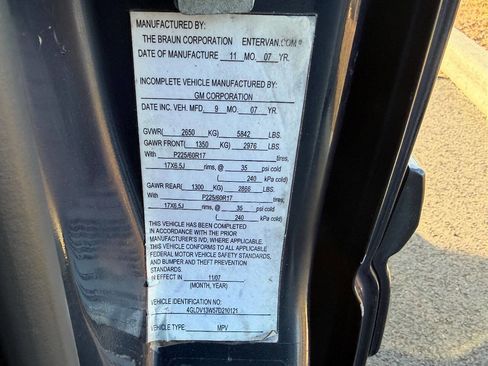 MANUFACTURED BY:
THE BRAUN CORPORATION ENTERVAN.COM®
DATE OF MANUFACTURE 11 MO. 07 YR.
INCOMPLETE VEHICLE MANUFACTURED BY:
GM CORPORATION
DATE INC. VEH. MFD. 9 MO. 07 YR.
GVWR( 2650 KG) 5842 LBS.
GAWR FRONT( 1350 KG) 2976 LBS.
With P225/60R17 tires,
17X6.5J rims, @ 35 psi cold
( 240 kPa cold)
GAWR REAR( 1300 KG) 2866 LBS.
With P225/60R17 tires,
17X6.5J rims, @ 35 psi cold
( 240 kPa cold)
THIS VEHICLE HAS BEEN COMPLETED
IN ACCORDANCE WITH THE PRIOR
MANUFACTURER'S IVD, WHERE APPLICABLE.
THIS VEHICLE CONFORMS TO ALL APPLICABLE
FEDERAL MOTOR VEHICLE SAFETY STANDARDS,
AND BUMPER AND THEFT PREVENTION
STANDARDS
IN EFFECT IN 11/07
(MONTH, YEAR)
VEHICLE IDENTIFICATION NO:
4GLDV13W57D210121
VEHICLE TYPE: MPV